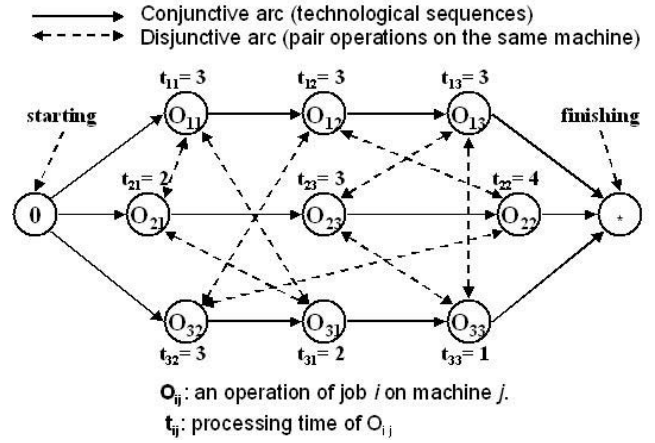 Conjunctive arc (technological sequences)
Disjunctive arc (pair operations on the same machine)
t11= 3 t12= 3 t13= 3
starting O11 O12 O13 finishing
t21= 2 t23= 3 t22= 4
0 O21 O23 O22 *
O32 O31 O33
t32= 3 t31= 2 t33= 1
Oij: an operation of job i on machine j.
tij: processing time of Oij